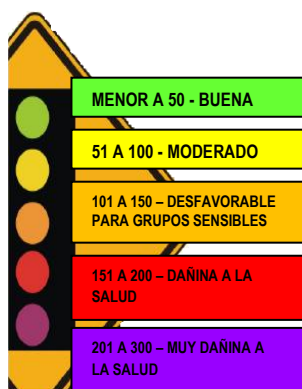 MENOR A 50 - BUENA
51 A 100 - MODERADO
101 A 150 – DESFAVORABLE
PARA GRUPOS SENSIBLES
151 A 200 – DAÑINA A LA
SALUD
201 A 300 – MUY DAÑINA A
LA SALUD